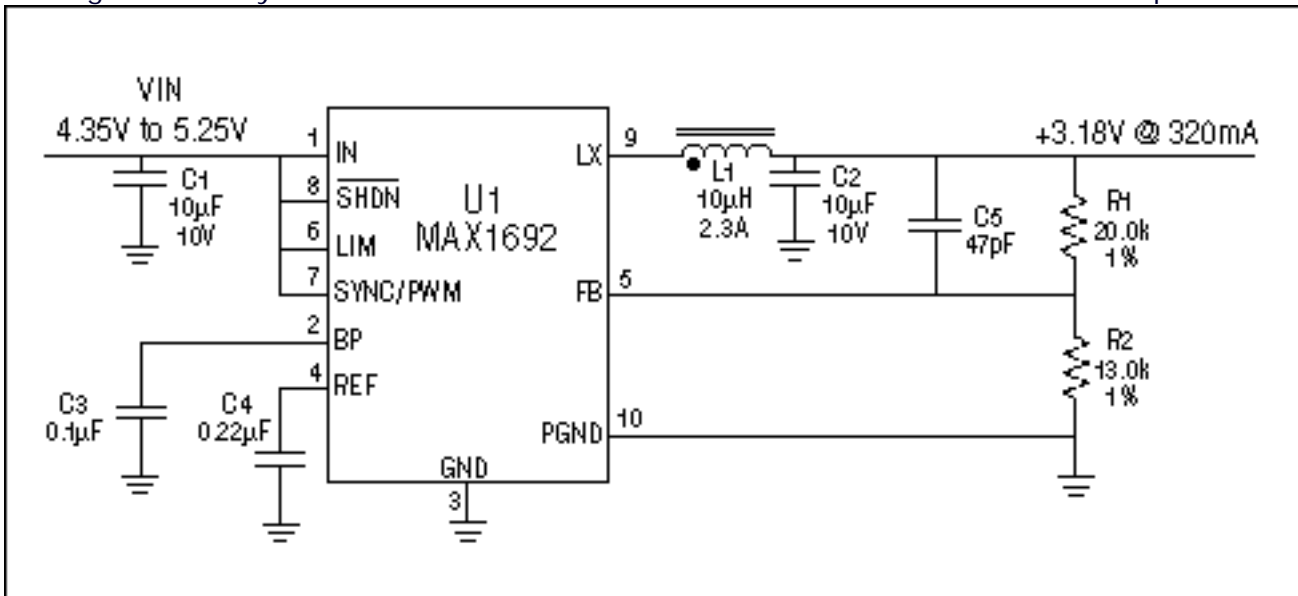 VIN
4.35V to 5.25V
+3.18V @ 320mA
1
IN
LX
9
C1
10µF
10V
8
SHDN
U1
MAX1692
L1
10µH
2.3A
C2
10µF
10V
C5
47pF
R1
20.0k
1%
6
LIM
7
SYNC/PWM
FB
5
2
BP
R2
13.0k
1%
4
REF
C3
0.1µF
C4
0.22µF
PGND
10
GND
3